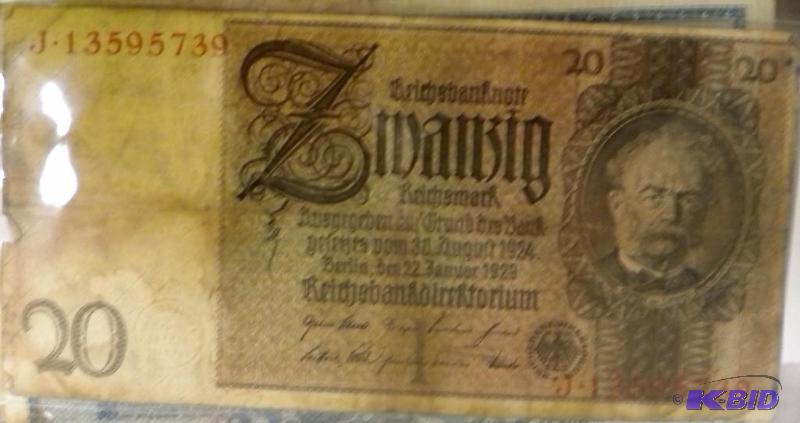 J·13595739
20
20
Reichsbanknote
Zwanzig
Reichsmark
Ausgegeben auf Grund des Bank
gesetzes vom 30. August 1924
Berlin, den 22. Januar 1929
Reichsbankdirektorium
20
© K-BID